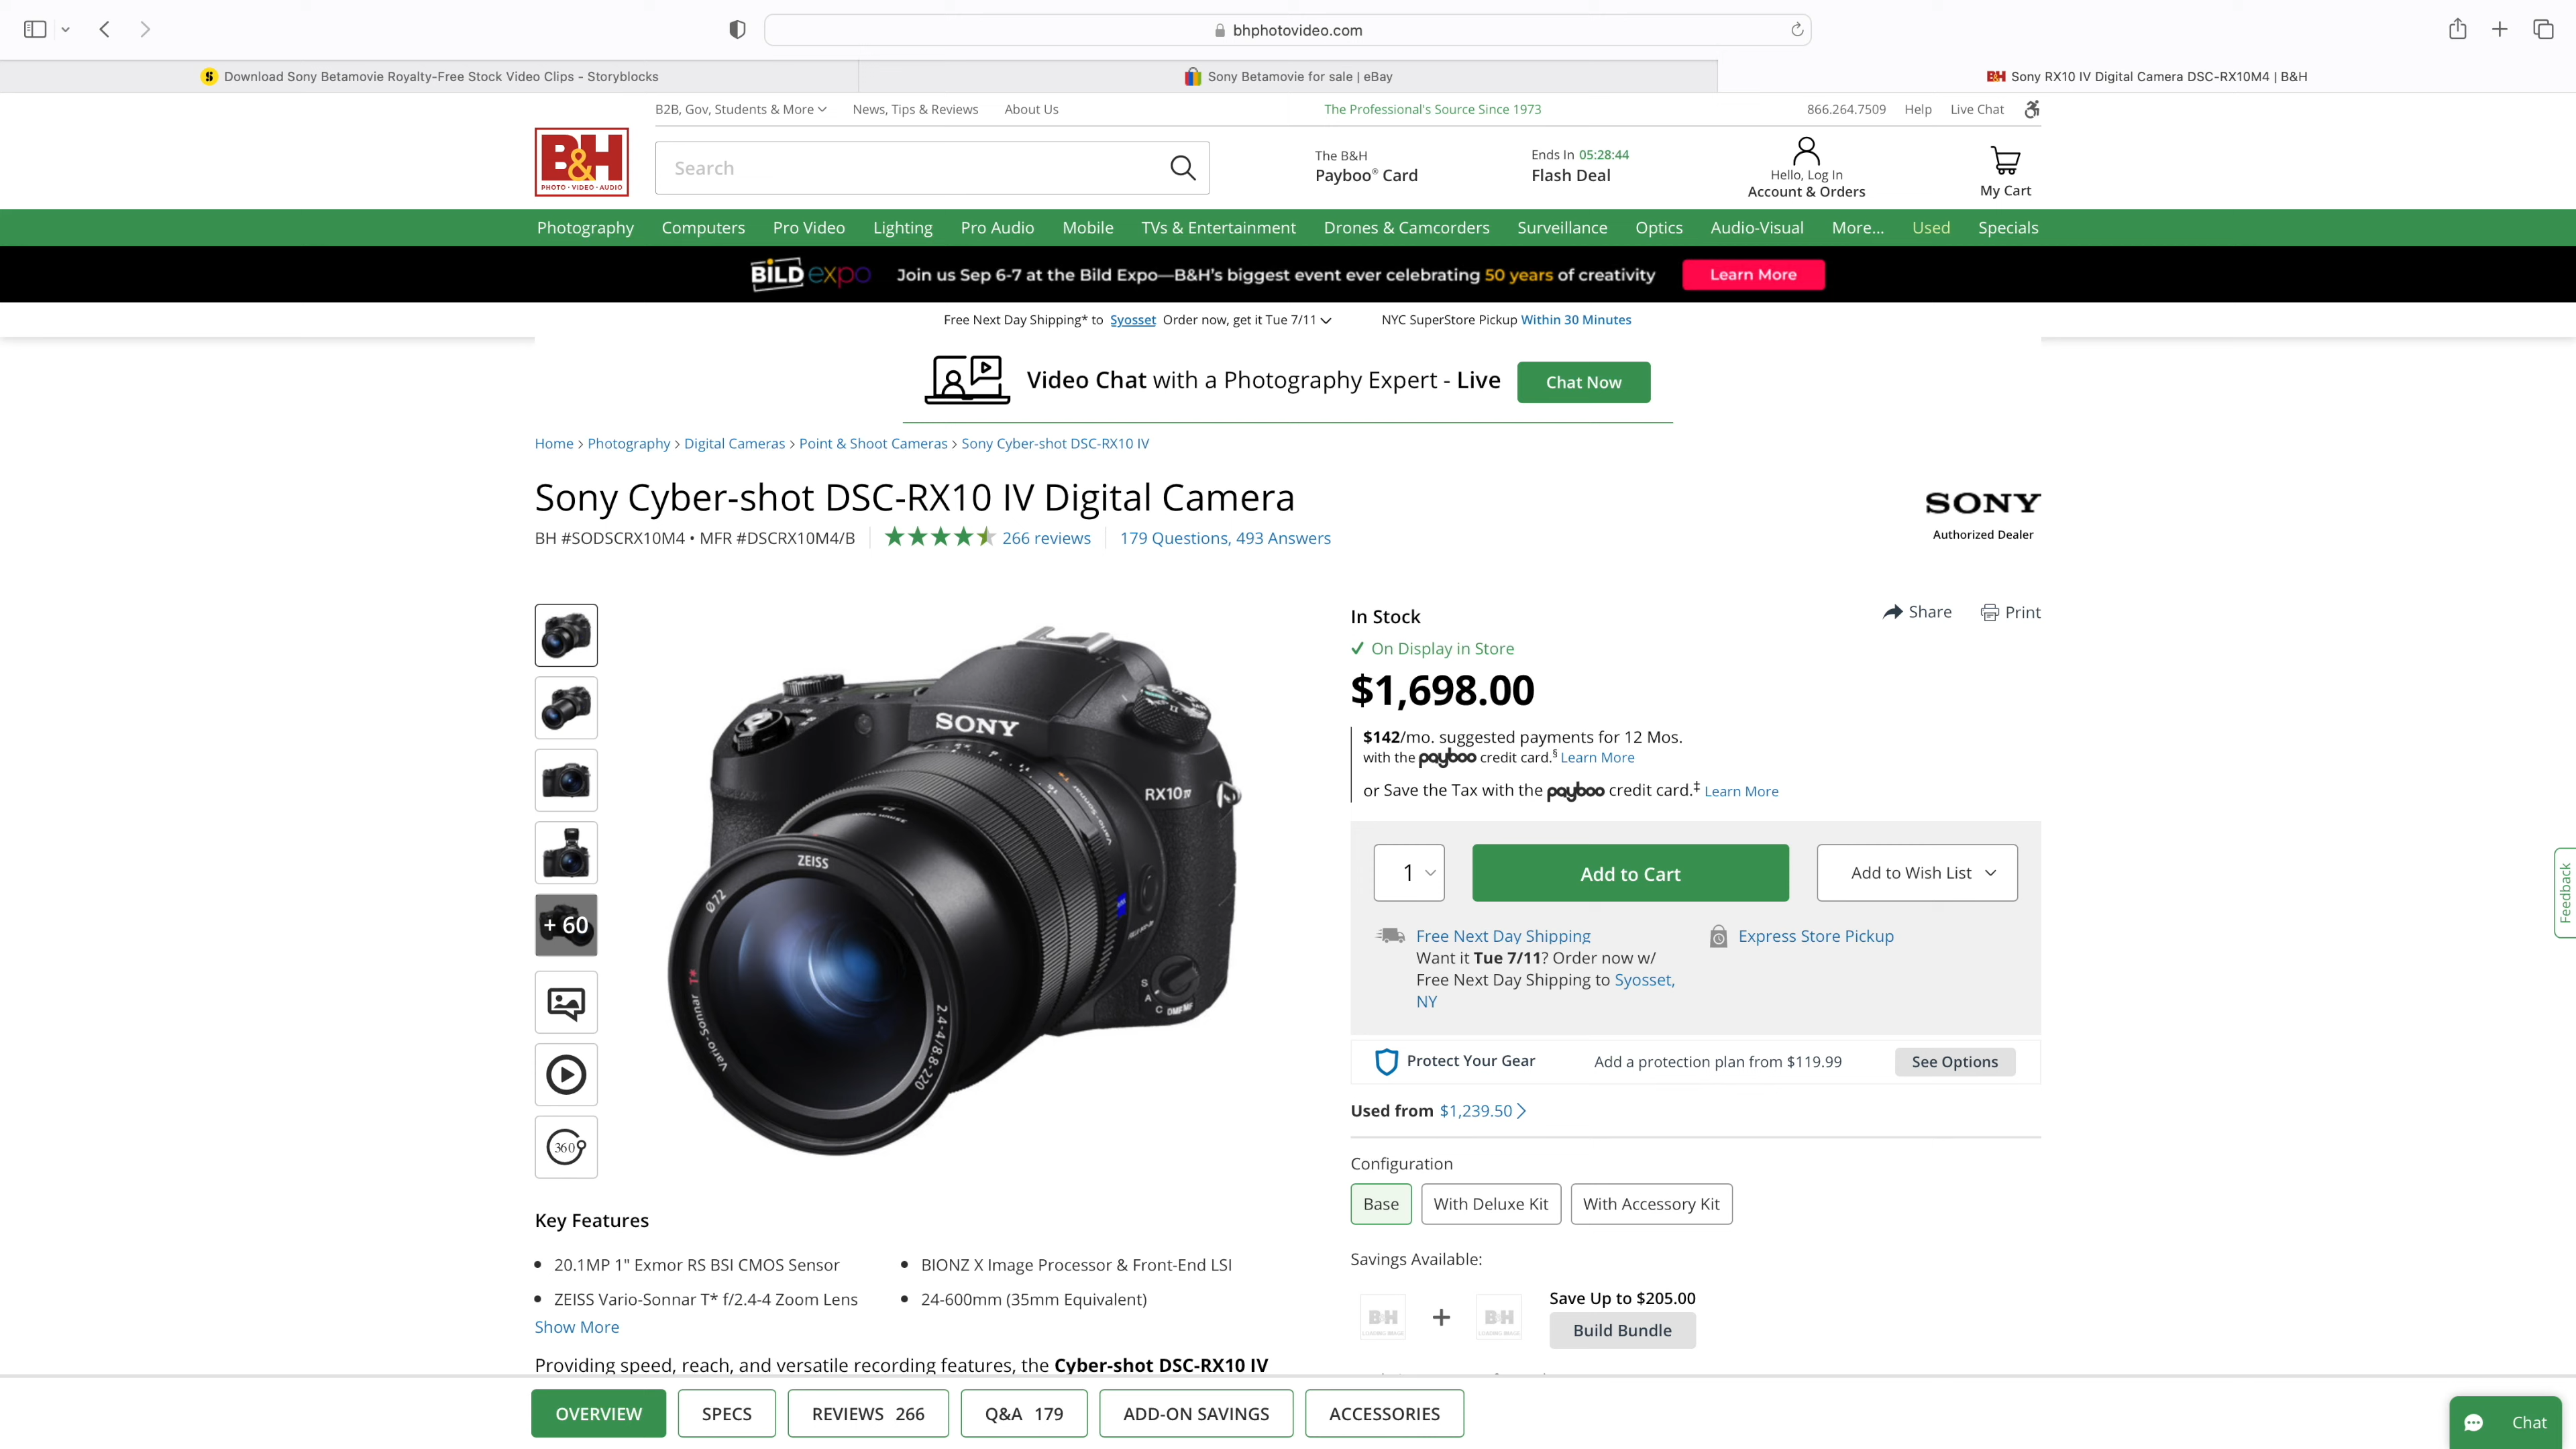 bhphotovideo.com
Download Sony Betamovie Royalty-Free Stock Video Clips - Storyblocks
Sony Betamovie for sale | eBay
B&H Sony RX10 IV Digital Camera DSC-RX10M4 | B&H
B2B, Gov, Students & More
News, Tips & Reviews
About Us
The Professional's Source Since 1973
866.264.7509
Help
Live Chat
B&H
PHOTO - VIDEO - AUDIO
Search
The B&H
Payboo® Card
Ends In 05:28:44
Flash Deal
Hello, Log In
Account & Orders
My Cart
Photography Computers Pro Video Lighting Pro Audio Mobile TVs & Entertainment Drones & Camcorders Surveillance Optics Audio-Visual More... Used Specials
BILD expo Join us Sep 6-7 at the Bild Expo—B&H's biggest event ever celebrating 50 years of creativity Learn More
Free Next Day Shipping* to Syosset Order now, get it Tue 7/11
NYC SuperStore Pickup Within 30 Minutes
Video Chat with a Photography Expert - Live Chat Now
Home > Photography > Digital Cameras > Point & Shoot Cameras > Sony Cyber-shot DSC-RX10 IV
Sony Cyber-shot DSC-RX10 IV Digital Camera
BH #SODSCRX10M4 • MFR #DSCRX10M4/B
266 reviews
179 Questions, 493 Answers
SONY
Authorized Dealer
+ 60
360
SONY
RX10 IV
ZEISS
Ø72
Vario-Sonnar T*
2.4-4/8.8-220
S
A
C DMF MF
In Stock
Share
Print
On Display in Store
$1,698.00
$142/mo. suggested payments for 12 Mos.
with the payboo credit card.§ Learn More
or Save the Tax with the payboo credit card.‡ Learn More
1
Add to Cart
Add to Wish List
Free Next Day Shipping
Want it Tue 7/11? Order now w/
Free Next Day Shipping to Syosset,
NY
Express Store Pickup
Protect Your Gear
Add a protection plan from $119.99
See Options
Used from $1,239.50
Configuration
Base
With Deluxe Kit
With Accessory Kit
Savings Available:
B&H + B&H
Save Up to $205.00
Build Bundle
Key Features
• 20.1MP 1" Exmor RS BSI CMOS Sensor
• ZEISS Vario-Sonnar T* f/2.4-4 Zoom Lens
• BIONZ X Image Processor & Front-End LSI
• 24-600mm (35mm Equivalent)
Show More
Providing speed, reach, and versatile recording features, the Cyber-shot DSC-RX10 IV
OVERVIEW
SPECS
REVIEWS 266
Q&A 179
ADD-ON SAVINGS
ACCESSORIES
Feedback
Chat